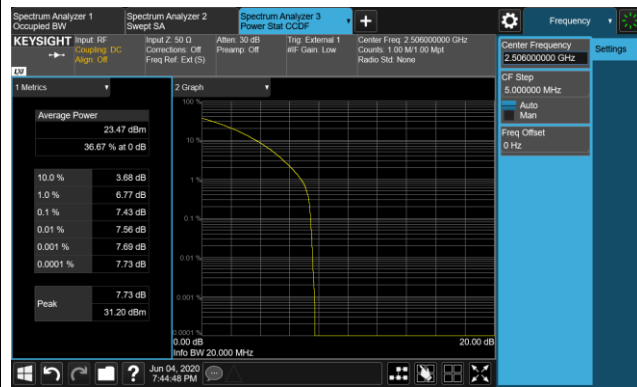 Spectrum Analyzer 1
Occupied BW
Spectrum Analyzer 2
Swept SA
Spectrum Analyzer 3
Power Stat CCDF
Frequency
KEYSIGHT
Input: RF
Coupling: DC
Align: Off
Input Z: 50 Ω
Corrections: Off
Freq Ref: Ext (S)
Atten: 30 dB
Preamp: Off
Trig: External 1
#IF Gain: Low
Center Freq: 2.506000000 GHz
Counts: 1.00 M/1.00 Mpt
Radio Std: None
LXI
Center Frequency
2.506000000 GHz
Settings
CF Step
5.000000 MHz
Auto
Man
Freq Offset
0 Hz
1 Metrics
2 Graph
Average Power
23.47 dBm
36.67 % at 0 dB
10.0 % 3.68 dB
1.0 % 6.77 dB
0.1 % 7.43 dB
0.01 % 7.56 dB
0.001 % 7.69 dB
0.0001 % 7.73 dB
Peak
7.73 dB
31.20 dBm
100 %
10 %
1 %
0.1 %
0.01 %
0.001 %
0.0001 %
0.00 dB
20.00 dB
Info BW 20.000 MHz
?
Jun 04, 2020
7:44:48 PM